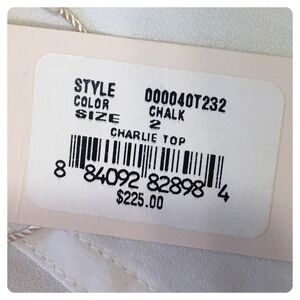 STYLE 000040T232
COLOR CHALK
SIZE 2
CHARLIE TOP
8 84092 82898 4
$225.00